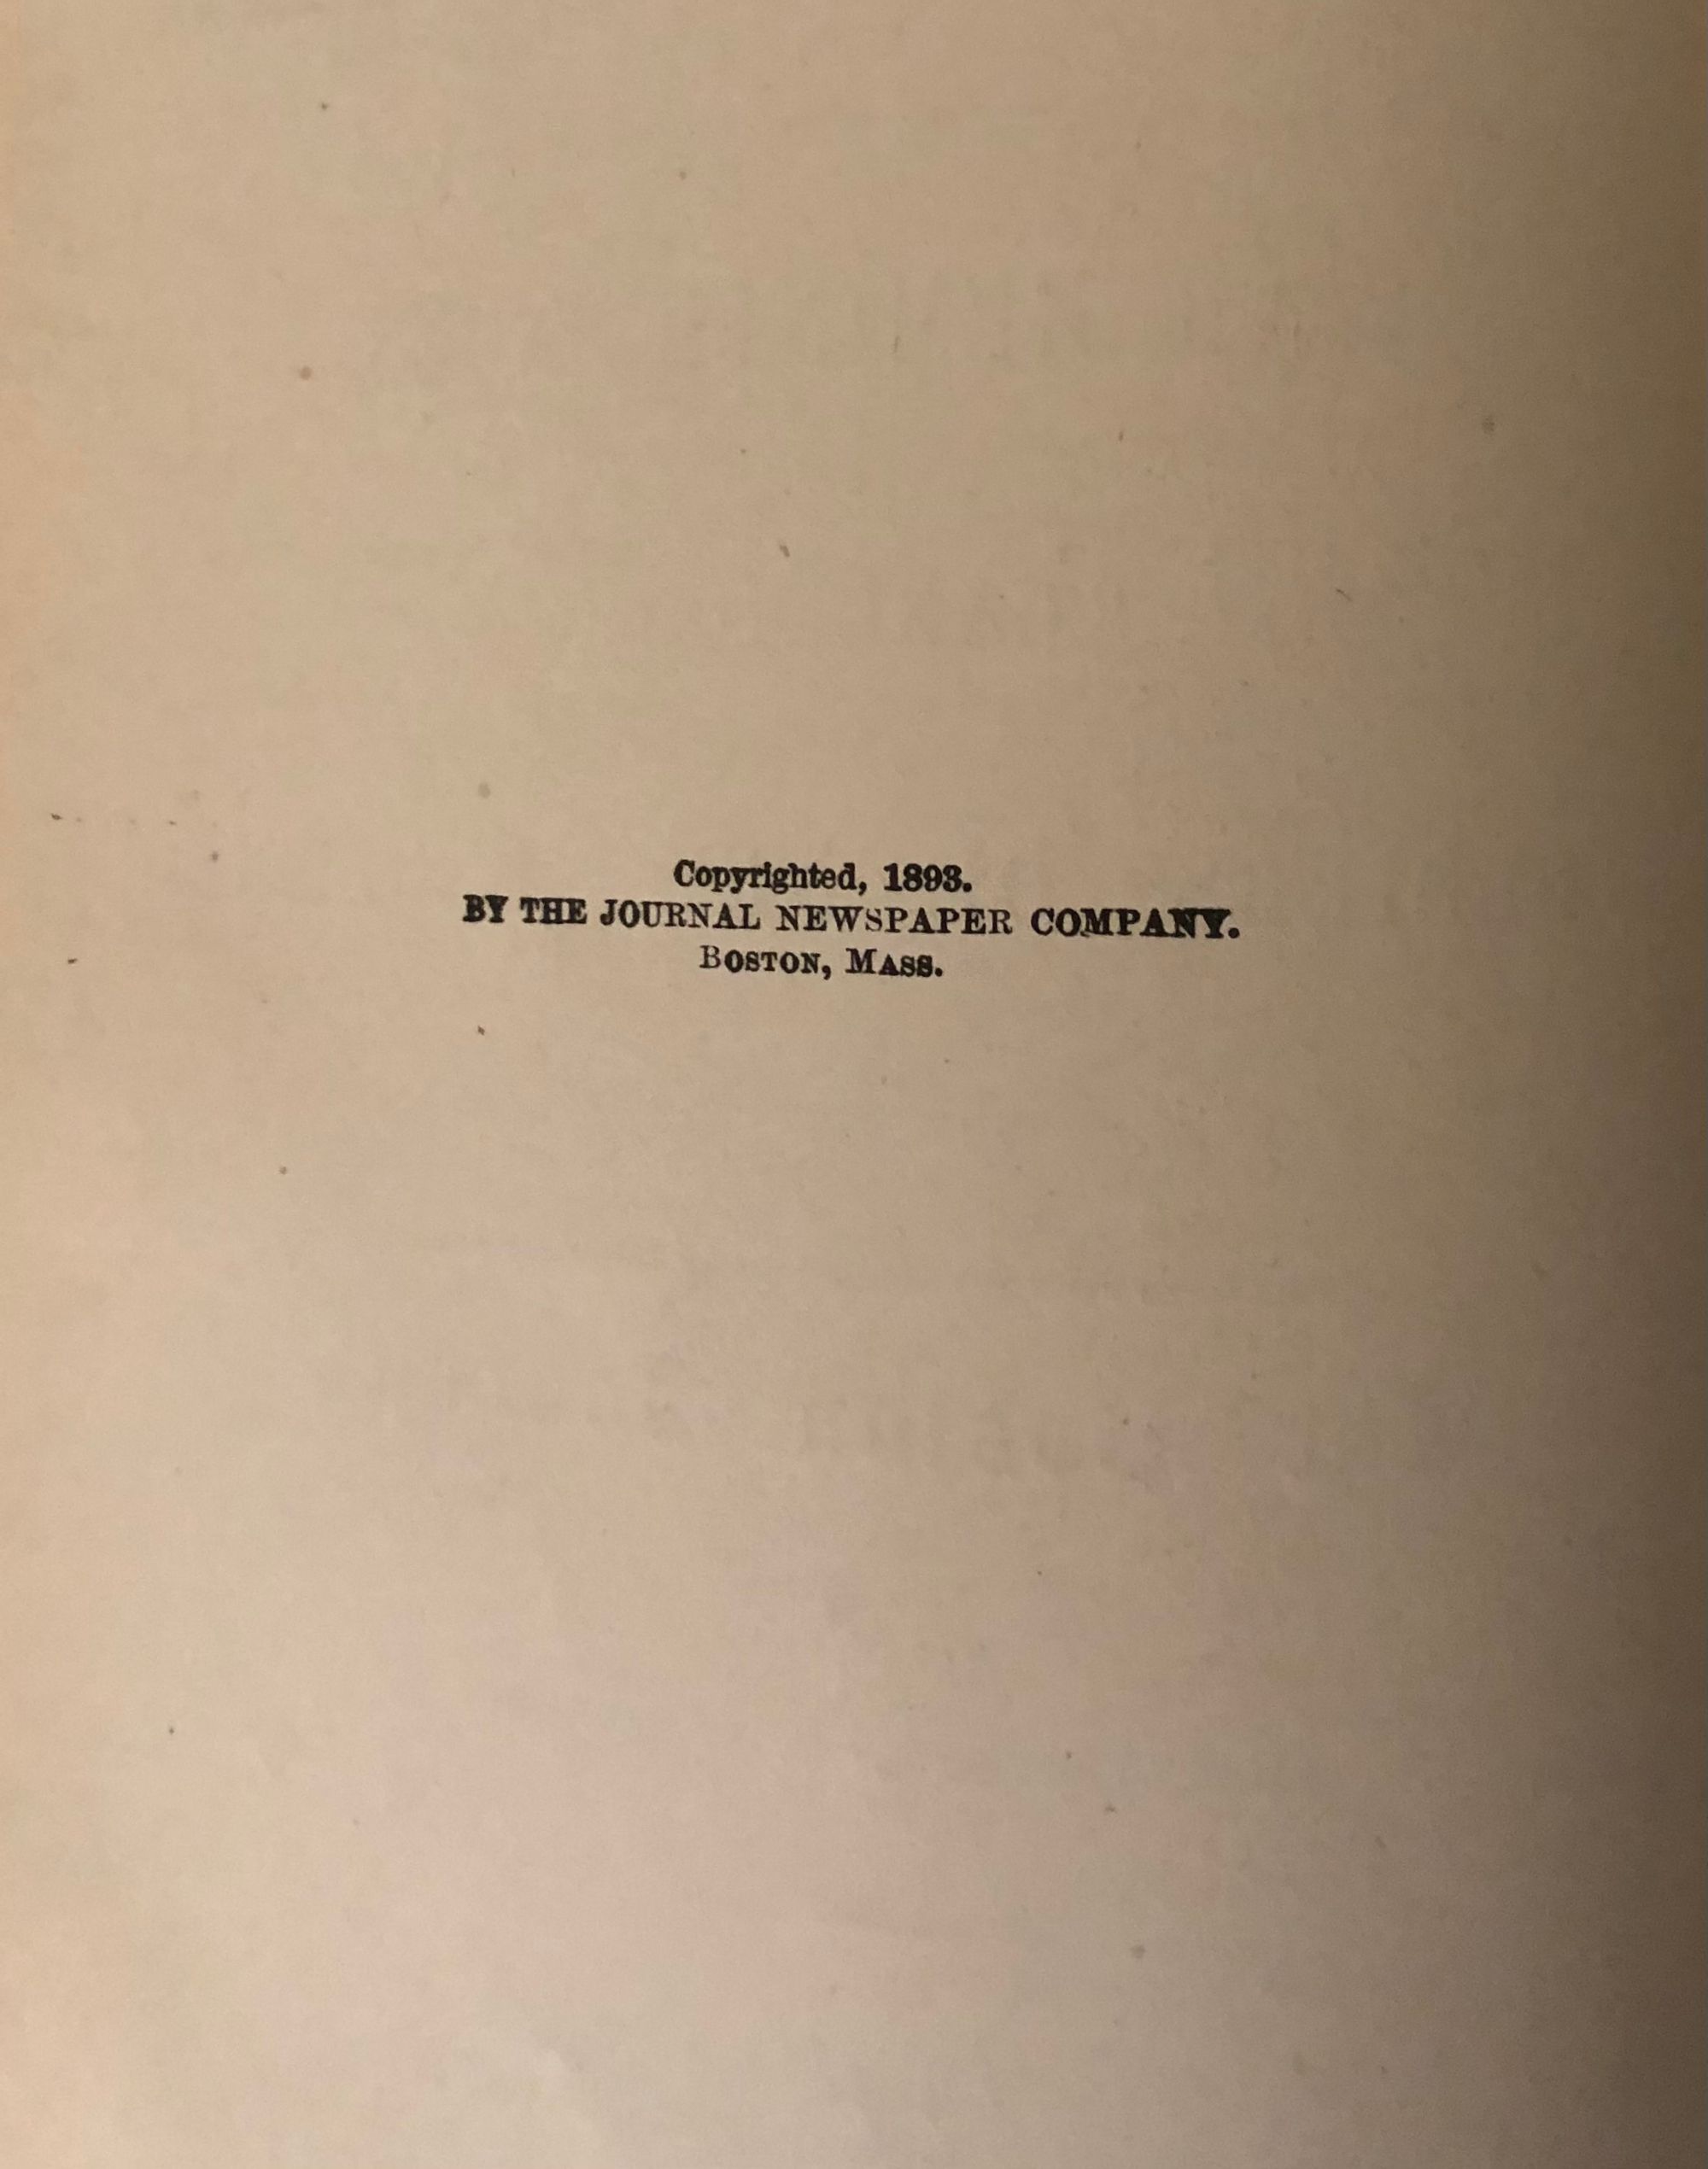 Copyrighted, 1893.
BY THE JOURNAL NEWSPAPER COMPANY.
BOSTON, MASS.